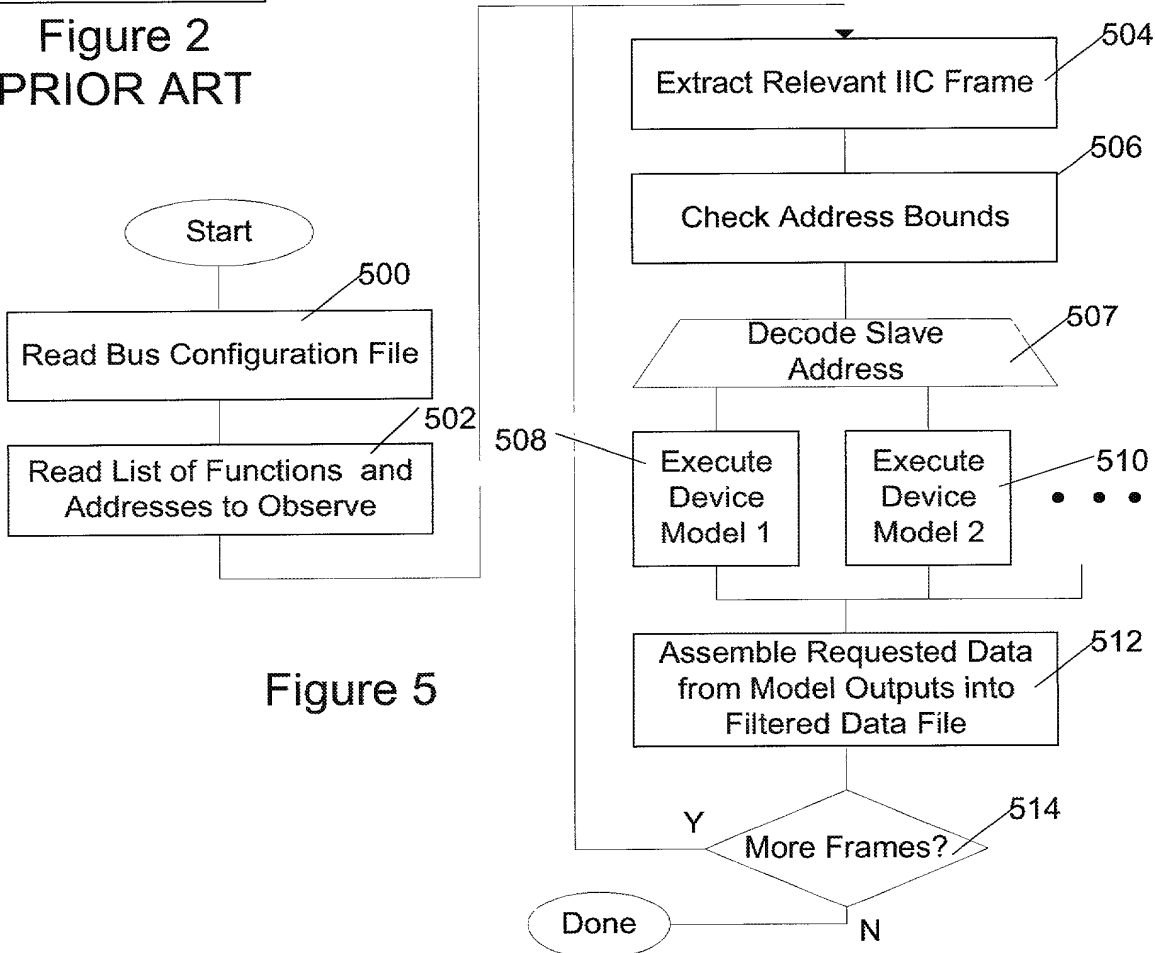 Figure 2
PRIOR ART
Start
500
Read Bus Configuration File
502
Read List of Functions and
Addresses to Observe
Figure 5
504
Extract Relevant IIC Frame
506
Check Address Bounds
507
Decode Slave
Address
508
Execute
Device
Model 1
510
Execute
Device
Model 2
• • •
512
Assemble Requested Data
from Model Outputs into
Filtered Data File
514
More Frames?
Y
N
Done